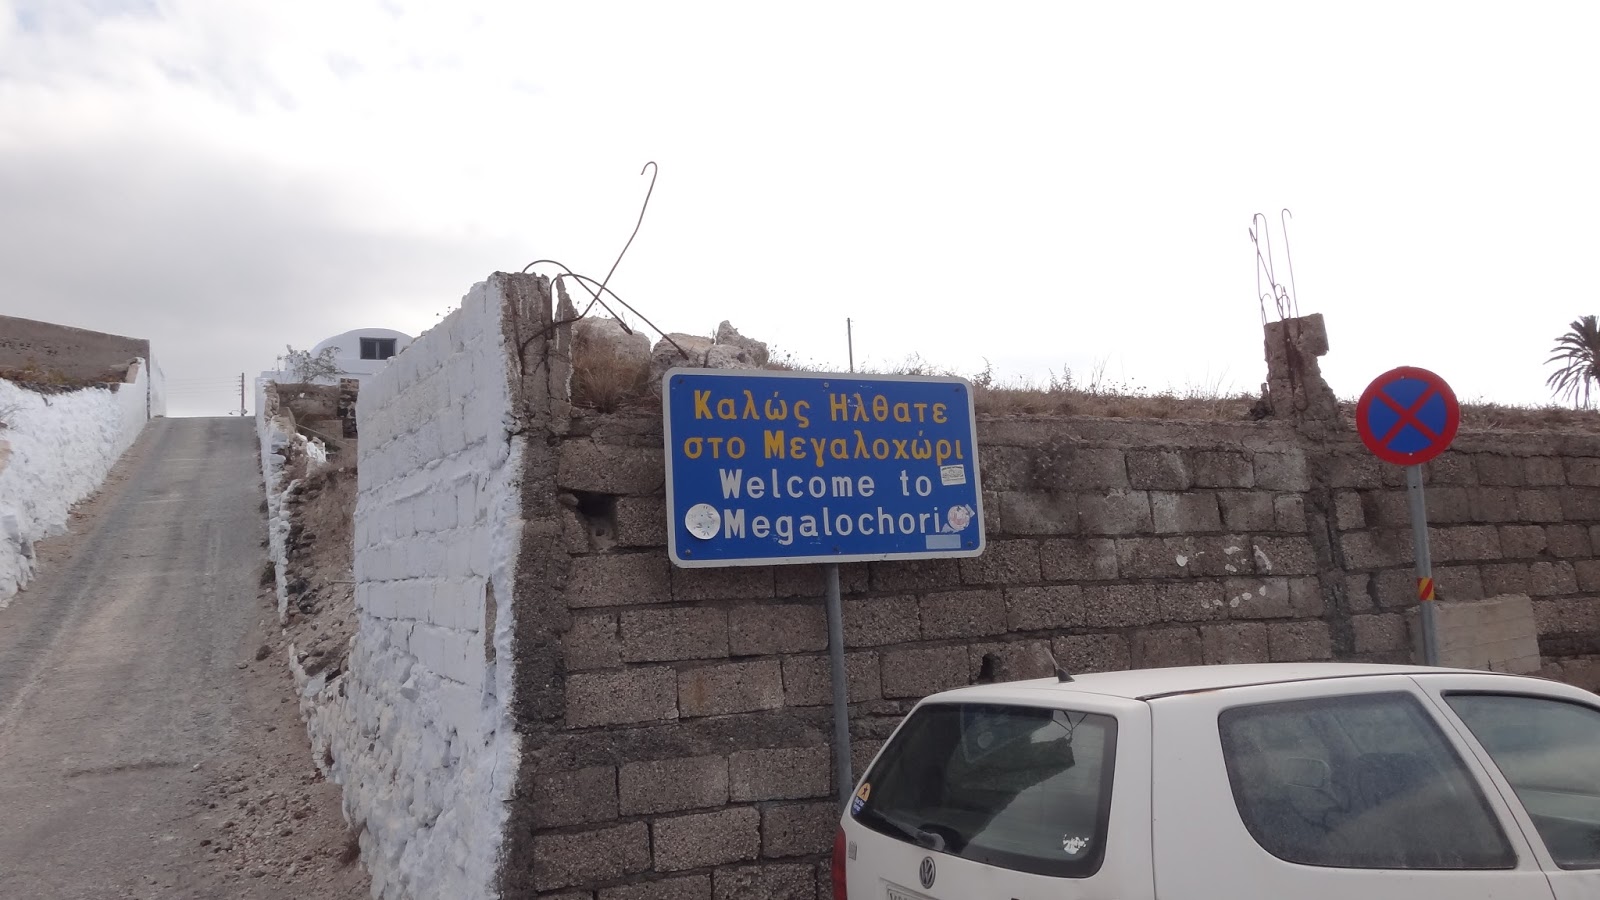 Καλώς Ηλθατε
στο Μεγαλοχώρι
Welcome to
Megalochori